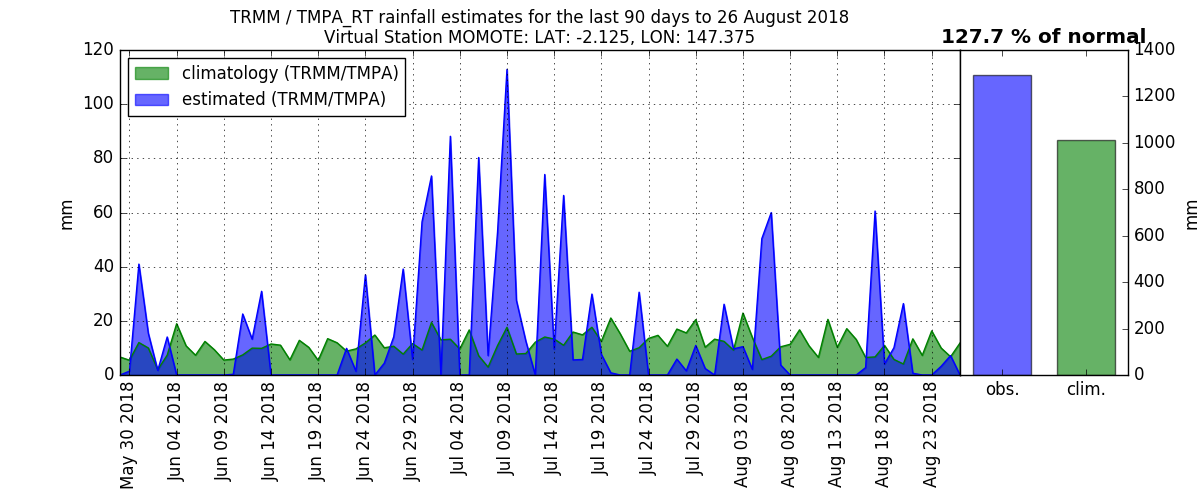 TRMM / TMPA_RT rainfall estimates for the last 90 days to 26 August 2018
Virtual Station MOMOTE: LAT: -2.125, LON: 147.375
127.7 % of normal
climatology (TRMM/TMPA)
estimated (TRMM/TMPA)
mm
120
100
80
60
40
20
0
May 30 2018
Jun 04 2018
Jun 09 2018
Jun 14 2018
Jun 19 2018
Jun 24 2018
Jun 29 2018
Jul 04 2018
Jul 09 2018
Jul 14 2018
Jul 19 2018
Jul 24 2018
Jul 29 2018
Aug 03 2018
Aug 08 2018
Aug 13 2018
Aug 18 2018
Aug 23 2018
1400
1200
1000
800
600
400
200
0
mm
obs.
clim.